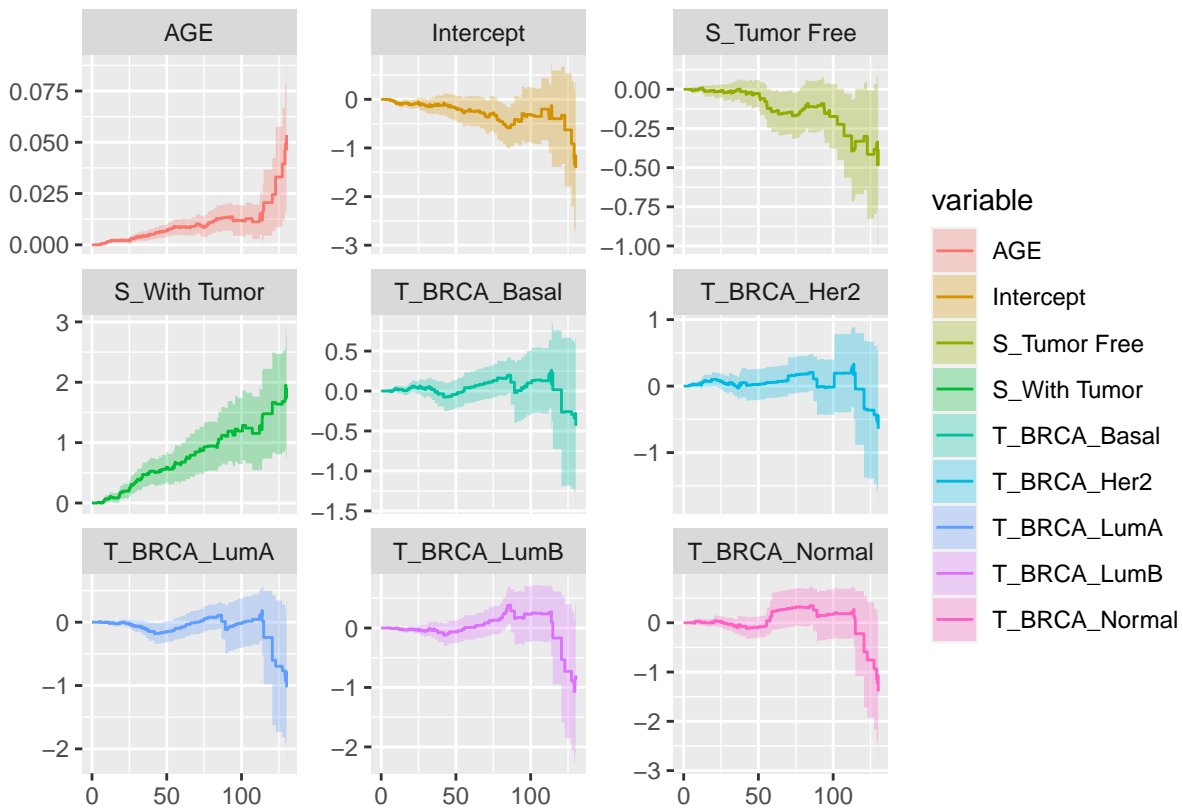 AGE
Intercept
S_Tumor Free
0.075
0.050
0.025
0.000
0
−1
−2
−3
0.00
−0.25
−0.50
−0.75
−1.00
S_With Tumor
T_BRCA_Basal
T_BRCA_Her2
3
2
1
0
0.5
0.0
−0.5
−1.0
−1.5
1
0
−1
T_BRCA_LumA
T_BRCA_LumB
T_BRCA_Normal
0
−1
−2
0
−1
−2
1
0
−1
−2
−3
0 50 100
0 50 100
0 50 100
variable
AGE
Intercept
S_Tumor Free
S_With Tumor
T_BRCA_Basal
T_BRCA_Her2
T_BRCA_LumA
T_BRCA_LumB
T_BRCA_Normal